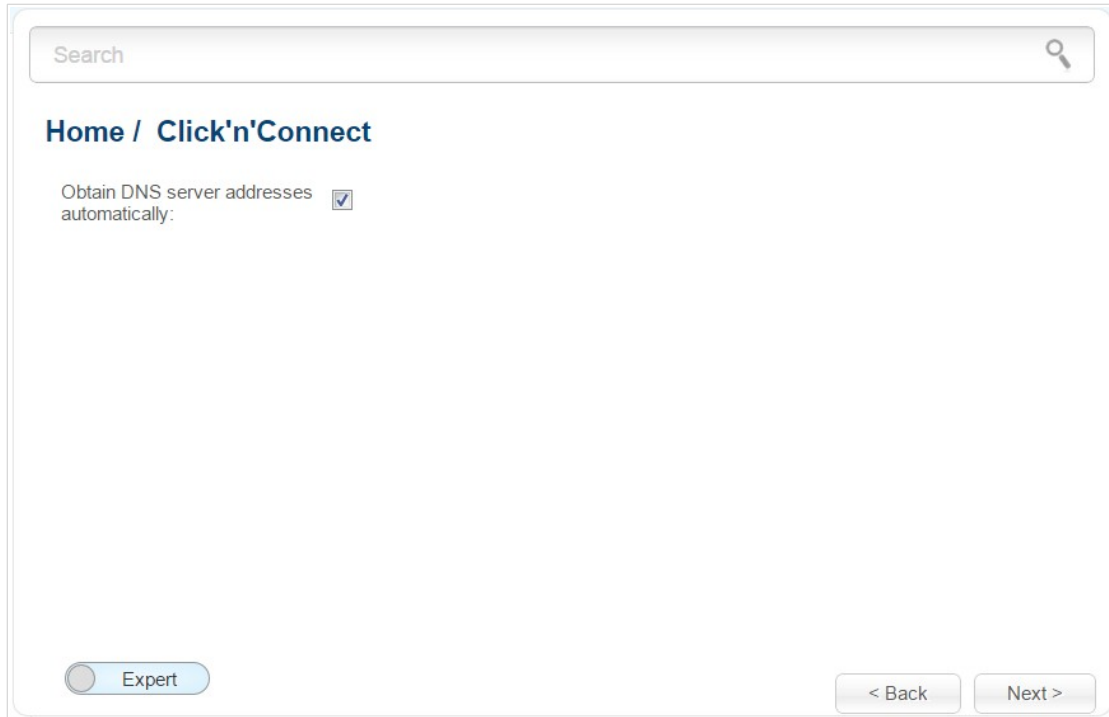 Search
Home / Click'n'Connect
Obtain DNS server addresses
automatically:
Expert
< Back
Next >